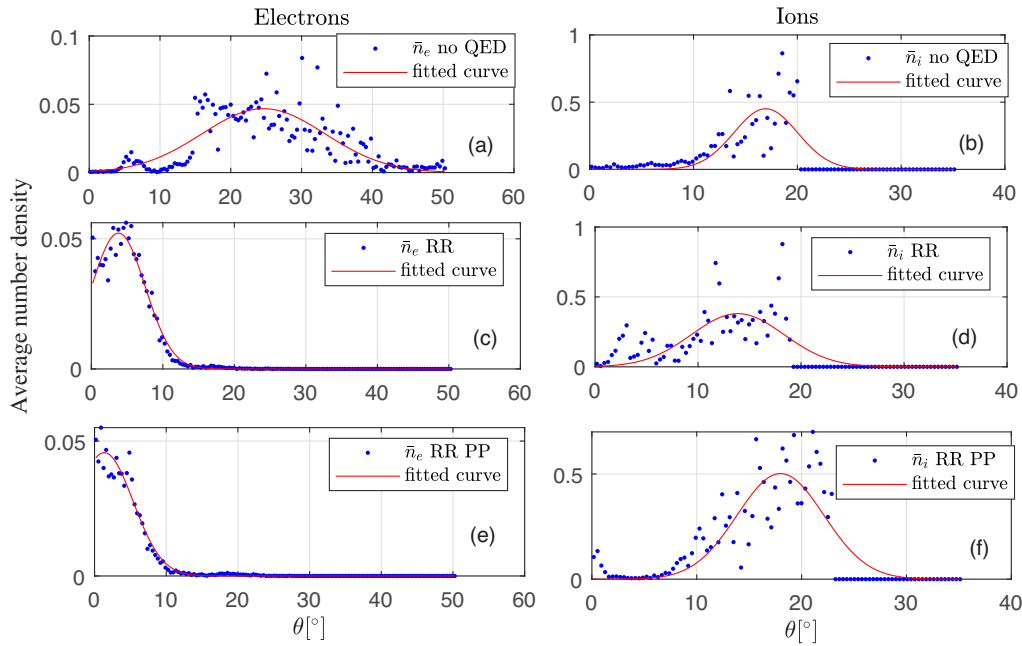 Electrons
Ions
Average number density
0.1
0.05
0
n̄e no QED
fitted curve
(a)
0 10 20 30 40 50 60
1
0.5
0
n̄i no QED
fitted curve
(b)
0 10 20 30 40
0.05
0
n̄e RR
fitted curve
(c)
0 10 20 30 40 50 60
1
0.5
0
n̄i RR
fitted curve
(d)
0 10 20 30 40
0.05
0
n̄e RR PP
fitted curve
(e)
0 10 20 30 40 50 60
θ[°]
0.5
0
n̄i RR PP
fitted curve
(f)
0 10 20 30 40
θ[°]